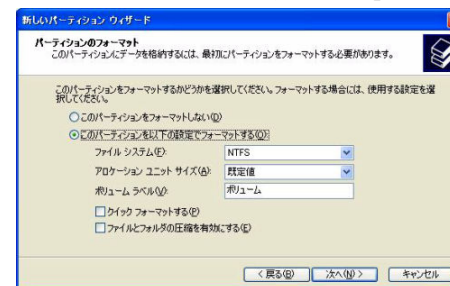 新しいパーティション ウィザード
パーティションのフォーマット
このパーティションにデータを格納するには、最初にパーティションをフォーマットする必要があります。
このパーティションをフォーマットするかどうかを選択してください。フォーマットする場合には、使用する設定を選
択してください。
このパーティションをフォーマットしない(D)
このパーティションを以下の設定でフォーマットする(O):
ファイル システム(F): NTFS
アロケーション ユニット サイズ(A): 既定値
ボリューム ラベル(V): ボリューム
クイック フォーマットする(P)
ファイルとフォルダの圧縮を有効にする(E)
< 戻る(B) 次へ(N) > キャンセル